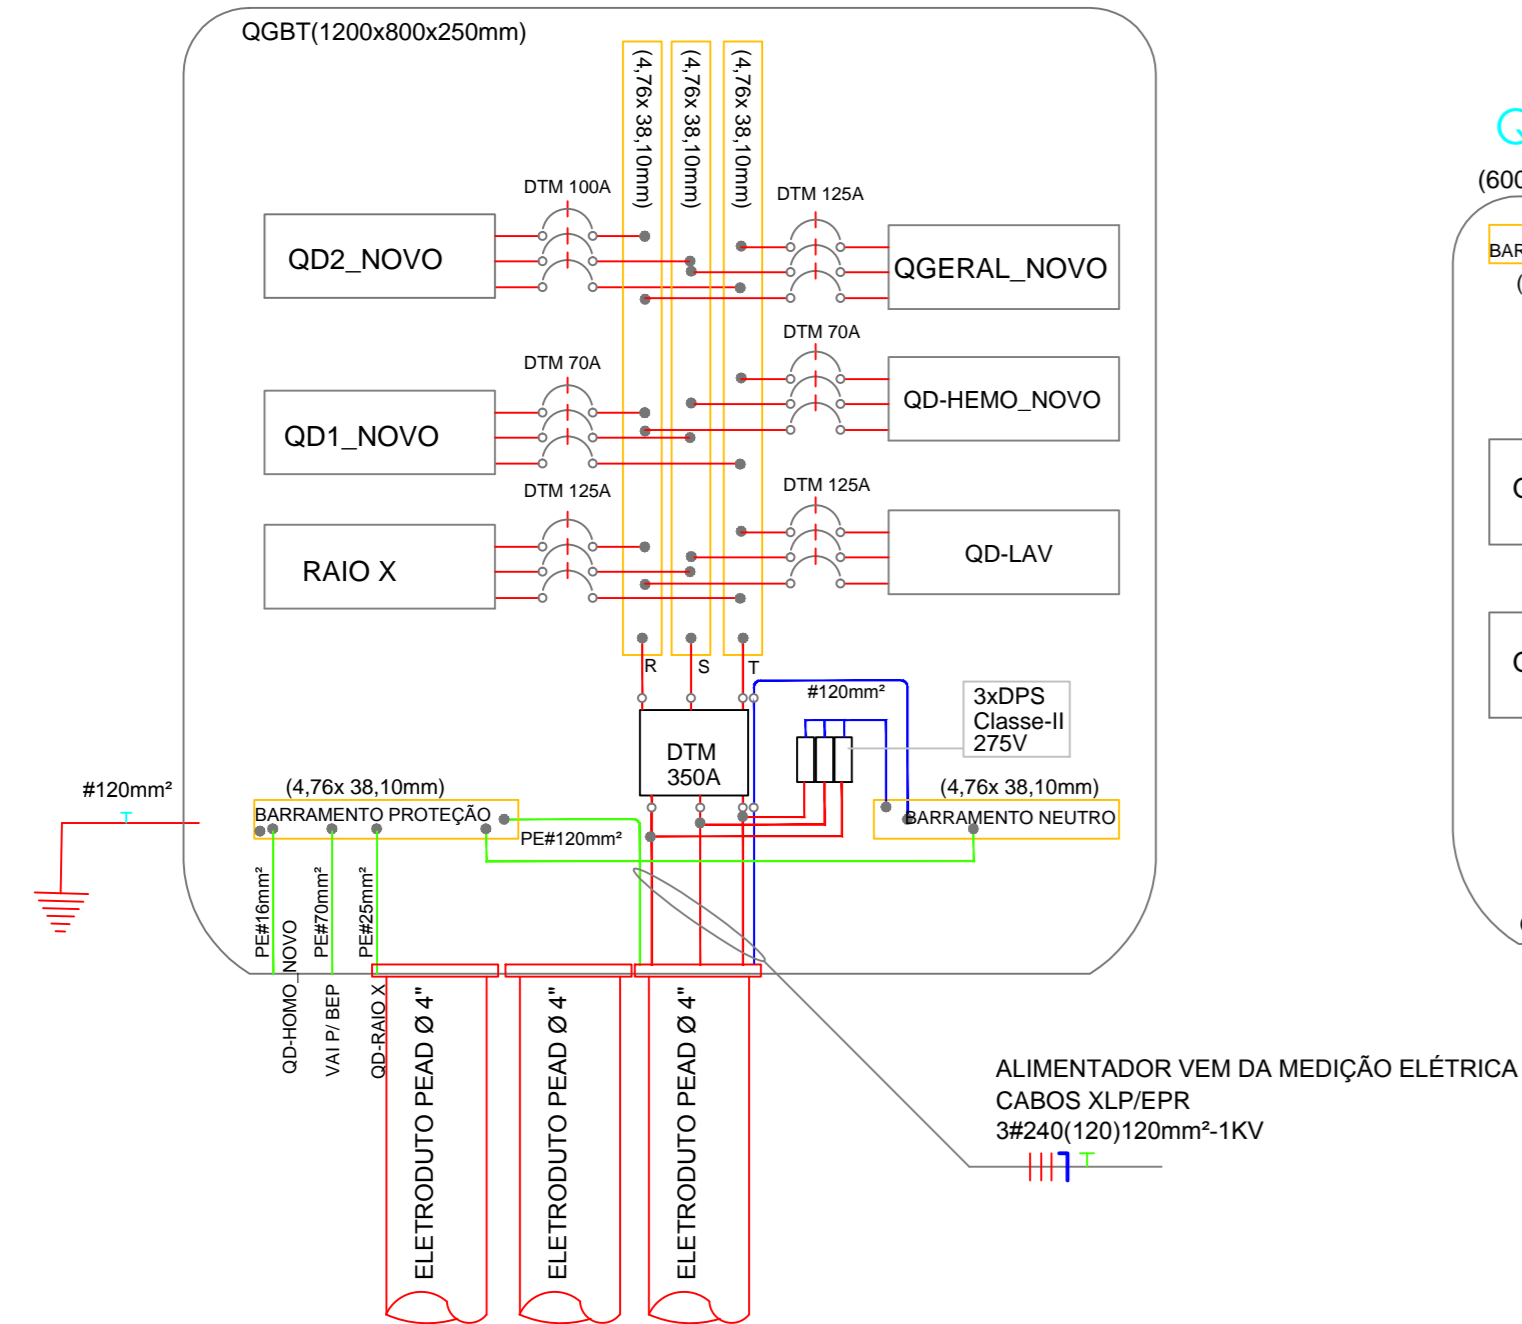 QGBT(1200x800x250mm)
(4,76x 38,10mm)
(4,76x 38,10mm)
(4,76x 38,10mm)
DTM 100A
DTM 125A
QD2_NOVO
QGERAL_NOVO
DTM 70A
DTM 70A
QD1_NOVO
QD-HEMO_NOVO
DTM 125A
DTM 125A
RAIO X
QD-LAV
R
S
T
#120mm²
3xDPS
Classe-II
275V
DTM
350A
#120mm²
(4,76x 38,10mm)
BARRAMENTO PROTEÇÃO
(4,76x 38,10mm)
BARRAMENTO NEUTRO
PE#120mm²
PE#16mm²
PE#70mm²
PE#25mm²
QD-HOMO_NOVO
VAI P/ BEP
QD-RAIO X
ELETRODUTO PEAD Ø 4"
ELETRODUTO PEAD Ø 4"
ELETRODUTO PEAD Ø 4"
ALIMENTADOR VEM DA MEDIÇÃO ELÉTRICA
CABOS XLP/EPR
3#240(120)120mm²-1KV
(600
BAR
(